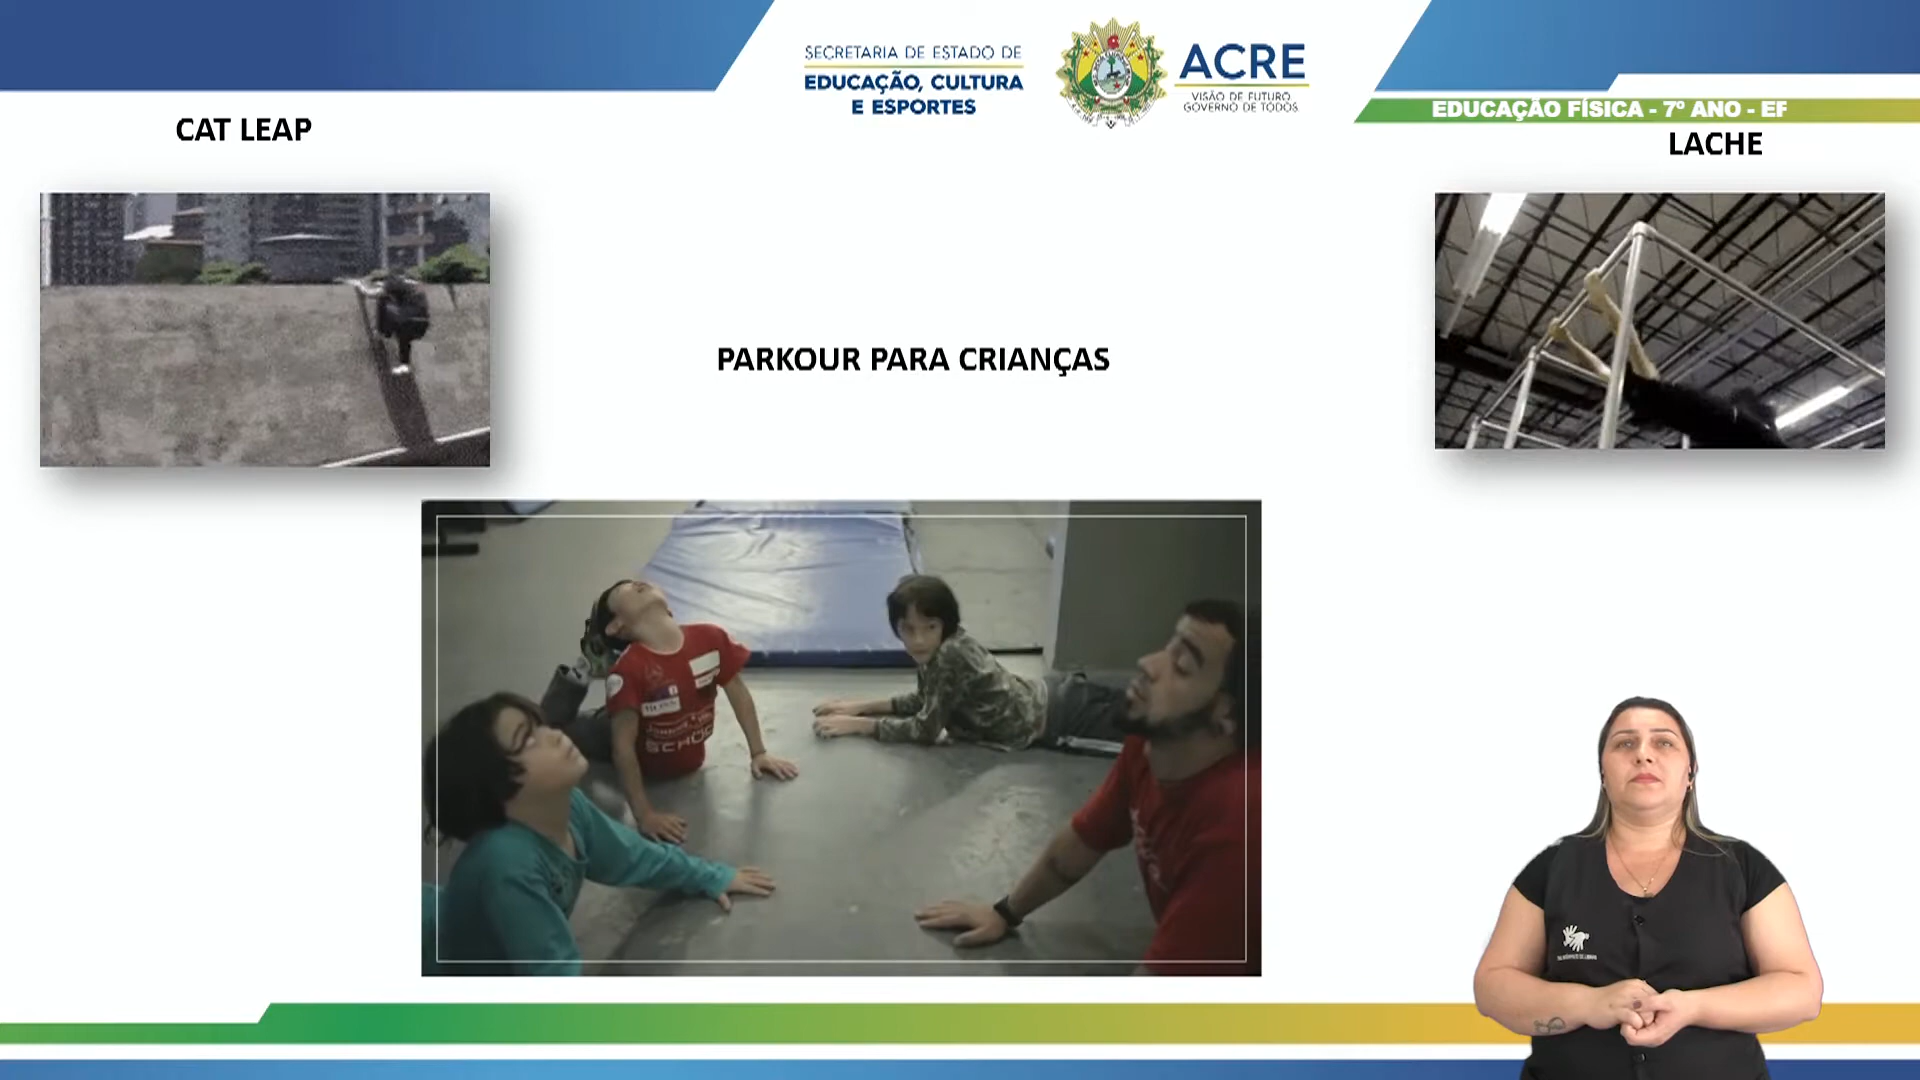 SECRETARIA DE ESTADO DE
EDUCAÇÃO, CULTURA
E ESPORTES
ACRE
VISÃO DE FUTURO
GOVERNO DE TODOS
EDUCAÇÃO FÍSICA - 7º ANO - EF
CAT LEAP
LACHE
PARKOUR PARA CRIANÇAS